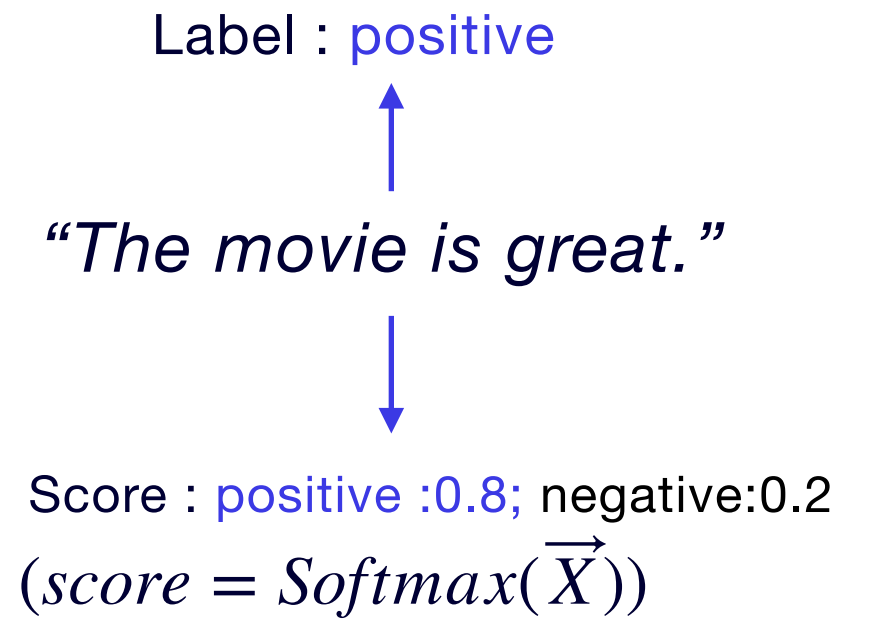 Label : positive
“The movie is great.”
Score : positive :0.8; negative:0.2
(score = Softmax(X⃗))